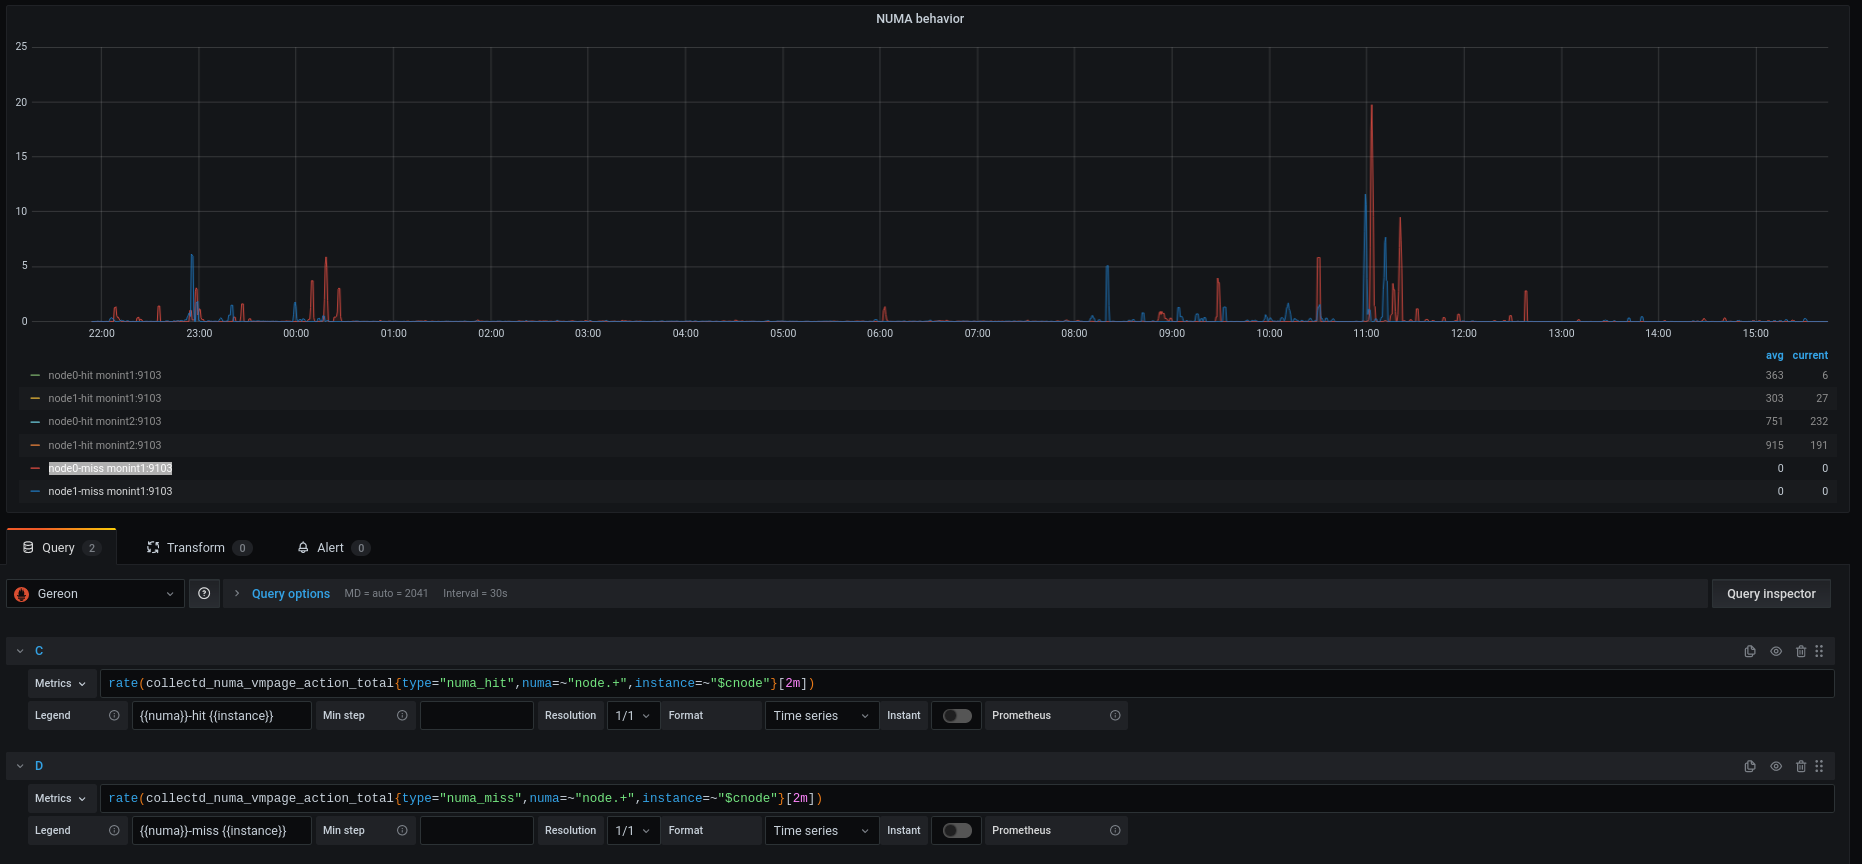 NUMA behavior
25
20
15
10
5
0
22:00 23:00 00:00 01:00 02:00 03:00 04:00 05:00 06:00 07:00 08:00 09:00 10:00 11:00 12:00 13:00 14:00 15:00
avg current
node0-hit monint1:9103 363 6
node1-hit monint1:9103 303 27
node0-hit monint2:9103 751 232
node1-hit monint2:9103 915 191
node0-miss monint1:9103 0 0
node1-miss monint1:9103 0 0
Query 2 Transform 0 Alert 0
Gereon Query options MD = auto = 2041 Interval = 30s Query inspector
C
Metrics rate(collectd_numa_vmpage_action_total{type="numa_hit",numa=~"node.+",instance=~"$cnode"}[2m])
Legend {{numa}}-hit {{instance}} Min step Resolution 1/1 Format Time series Instant Prometheus
D
Metrics rate(collectd_numa_vmpage_action_total{type="numa_miss",numa=~"node.+",instance=~"$cnode"}[2m])
Legend {{numa}}-miss {{instance}} Min step Resolution 1/1 Format Time series Instant Prometheus